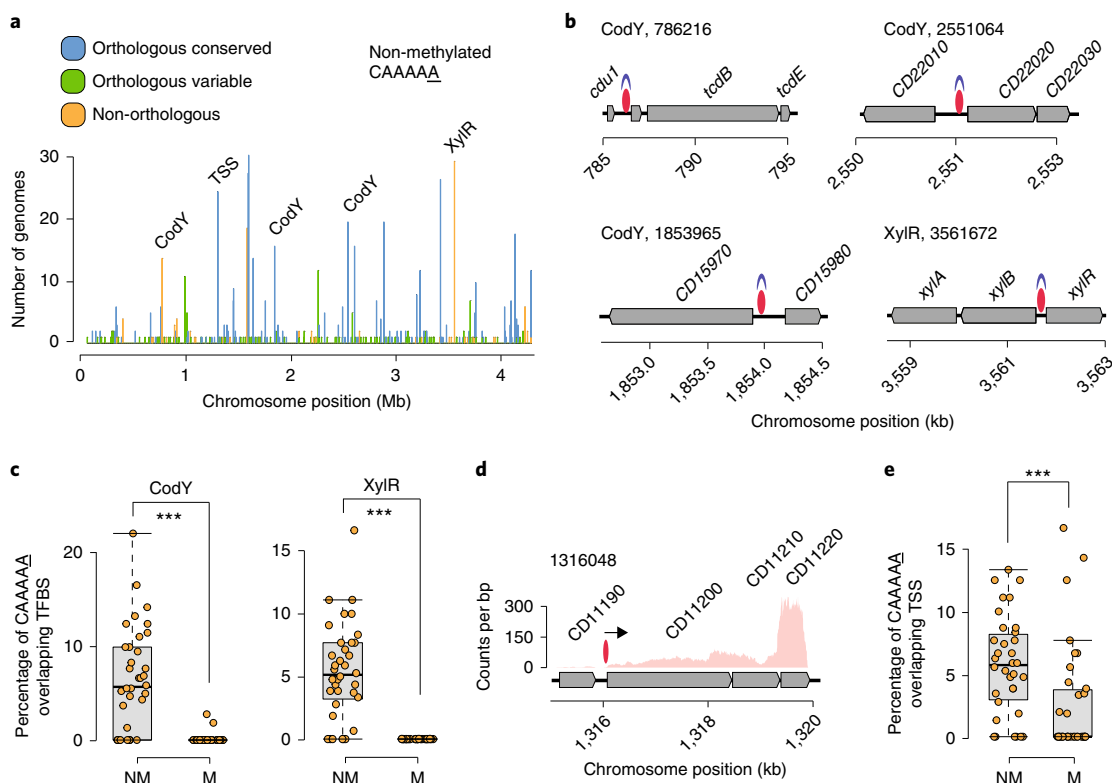 a
Orthologous conserved
Orthologous variable
Non-orthologous
Non-methylated
CAAAAA
Number of genomes
30
20
10
0
CodY
TSS
CodY
CodY
XylR
0
1
2
3
4
Chromosome position (Mb)
b
CodY, 786216
cdu1
tcdB
tcdE
785
790
795
CodY, 2551064
CD22010
CD22020
CD22030
2,550
2,551
2,553
CodY, 1853965
CD15970
CD15980
1,853.0
1,853.5
1,854.0
1,854.5
XylR, 3561672
xylA
xylB
xylR
3,559
3,561
3,563
Chromosome position (kb)
c
Percentage of CAAAAA
overlapping TFBS
CodY
***
20
10
0
NM
M
XylR
***
15
10
5
0
NM
M
d
1316048
Counts per bp
300
150
0
CD11190
CD11200
CD11210
CD11220
1,316
1,318
1,320
Chromosome position (kb)
e
Percentage of CAAAAA
overlapping TSS
***
15
10
5
0
NM
M